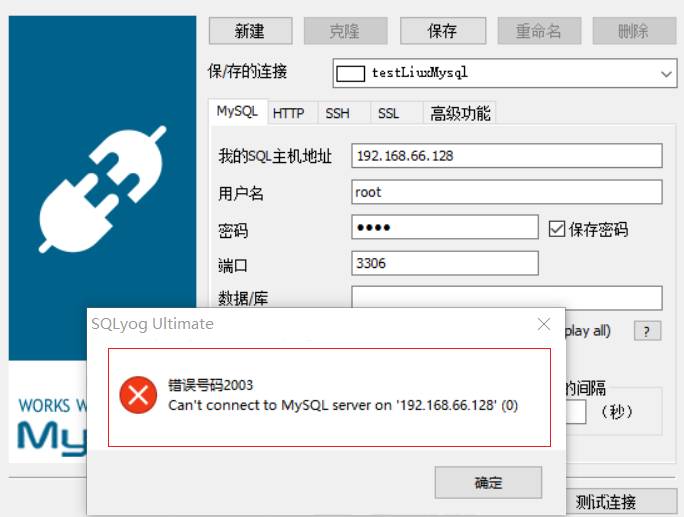 新建 克隆 保存 重命名 删除
保/存的连接 testLiuxMysql
MySQL HTTP SSH SSL 高级功能
我的SQL主机地址 192.168.66.128
用户名 root
密码 •••• 保存密码
端口 3306
数据/库
SQLyog Ultimate
play all) ?
错误号码2003
Can't connect to MySQL server on '192.168.66.128' (0)
的间隔
(秒)
WORKS W
My
确定
测试连接